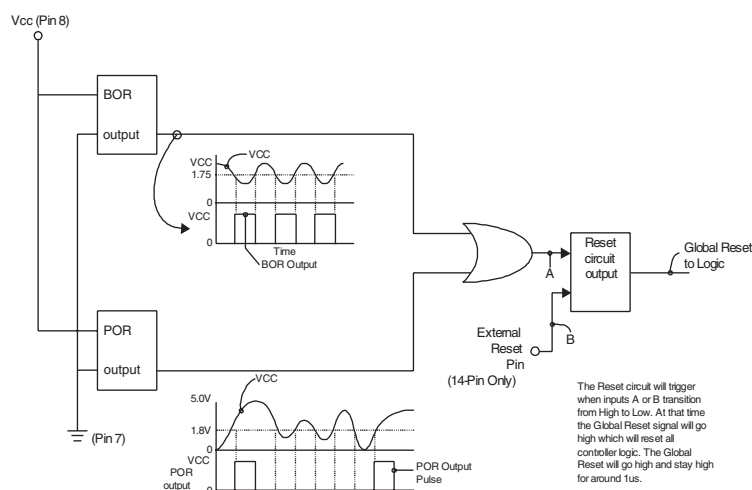 Vcc (Pin 8)
BOR
output
VCC
VCC
1.75
0
VCC
0
Time
BOR Output
A
Reset
circuit
output
Global Reset
to Logic
B
External
Reset
Pin
(14-Pin Only)
POR
output
(Pin 7)
5.0V
VCC
1.8V
0
VCC
POR
output
0
POR Output
Pulse
The Reset circuit will trigger
when inputs A or B transition
from High to Low. At that time
the Global Reset signal will go
high which will reset all
controller logic. The Global
Reset will go high and stay high
for around 1us.